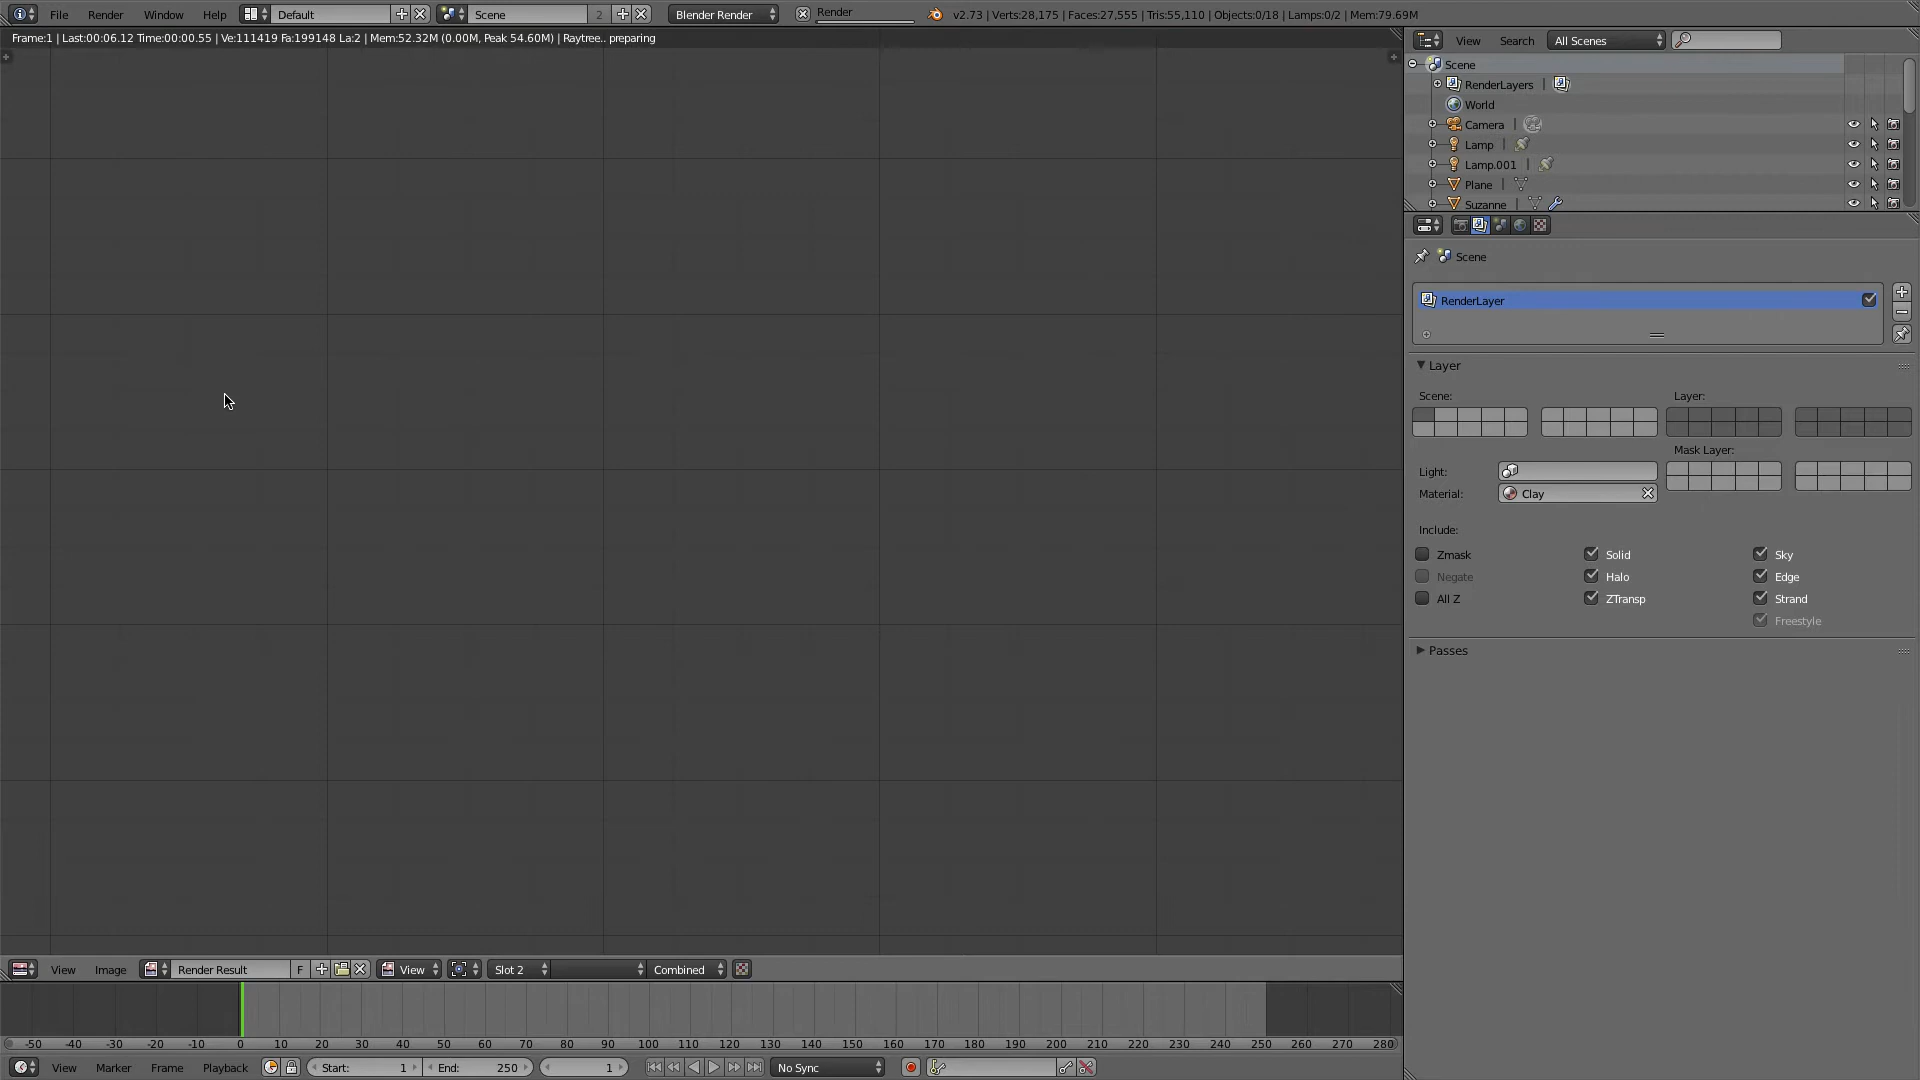 File Render Window Help Default Scene 2 Blender Render Render v2.73 | Verts:28,175 | Faces:27,555 | Tris:55,110 | Objects:0/18 | Lamps:0/2 | Mem:79.69M
Frame:1 | Last:00:06.12 Time:00:00.55 | Ve:111419 Fa:199148 La:2 | Mem:52.32M (0.00M, Peak 54.60M) | Raytree.. preparing
View Search All Scenes
Scene
RenderLayers |
World
Camera |
Lamp |
Lamp.001 |
Plane |
Suzanne |
Scene
RenderLayer
Layer
Scene: Layer:
Mask Layer:
Light:
Material: Clay
Include:
Zmask Solid Sky
Negate Halo Edge
All Z ZTransp Strand
Freestyle
Passes
View Image Render Result F View Slot 2 Combined
-50 -40 -30 -20 -10 0 10 20 30 40 50 60 70 80 90 100 110 120 130 140 150 160 170 180 190 200 210 220 230 240 250 260 270 280
View Marker Frame Playback Start: 1 End: 250 1 No Sync